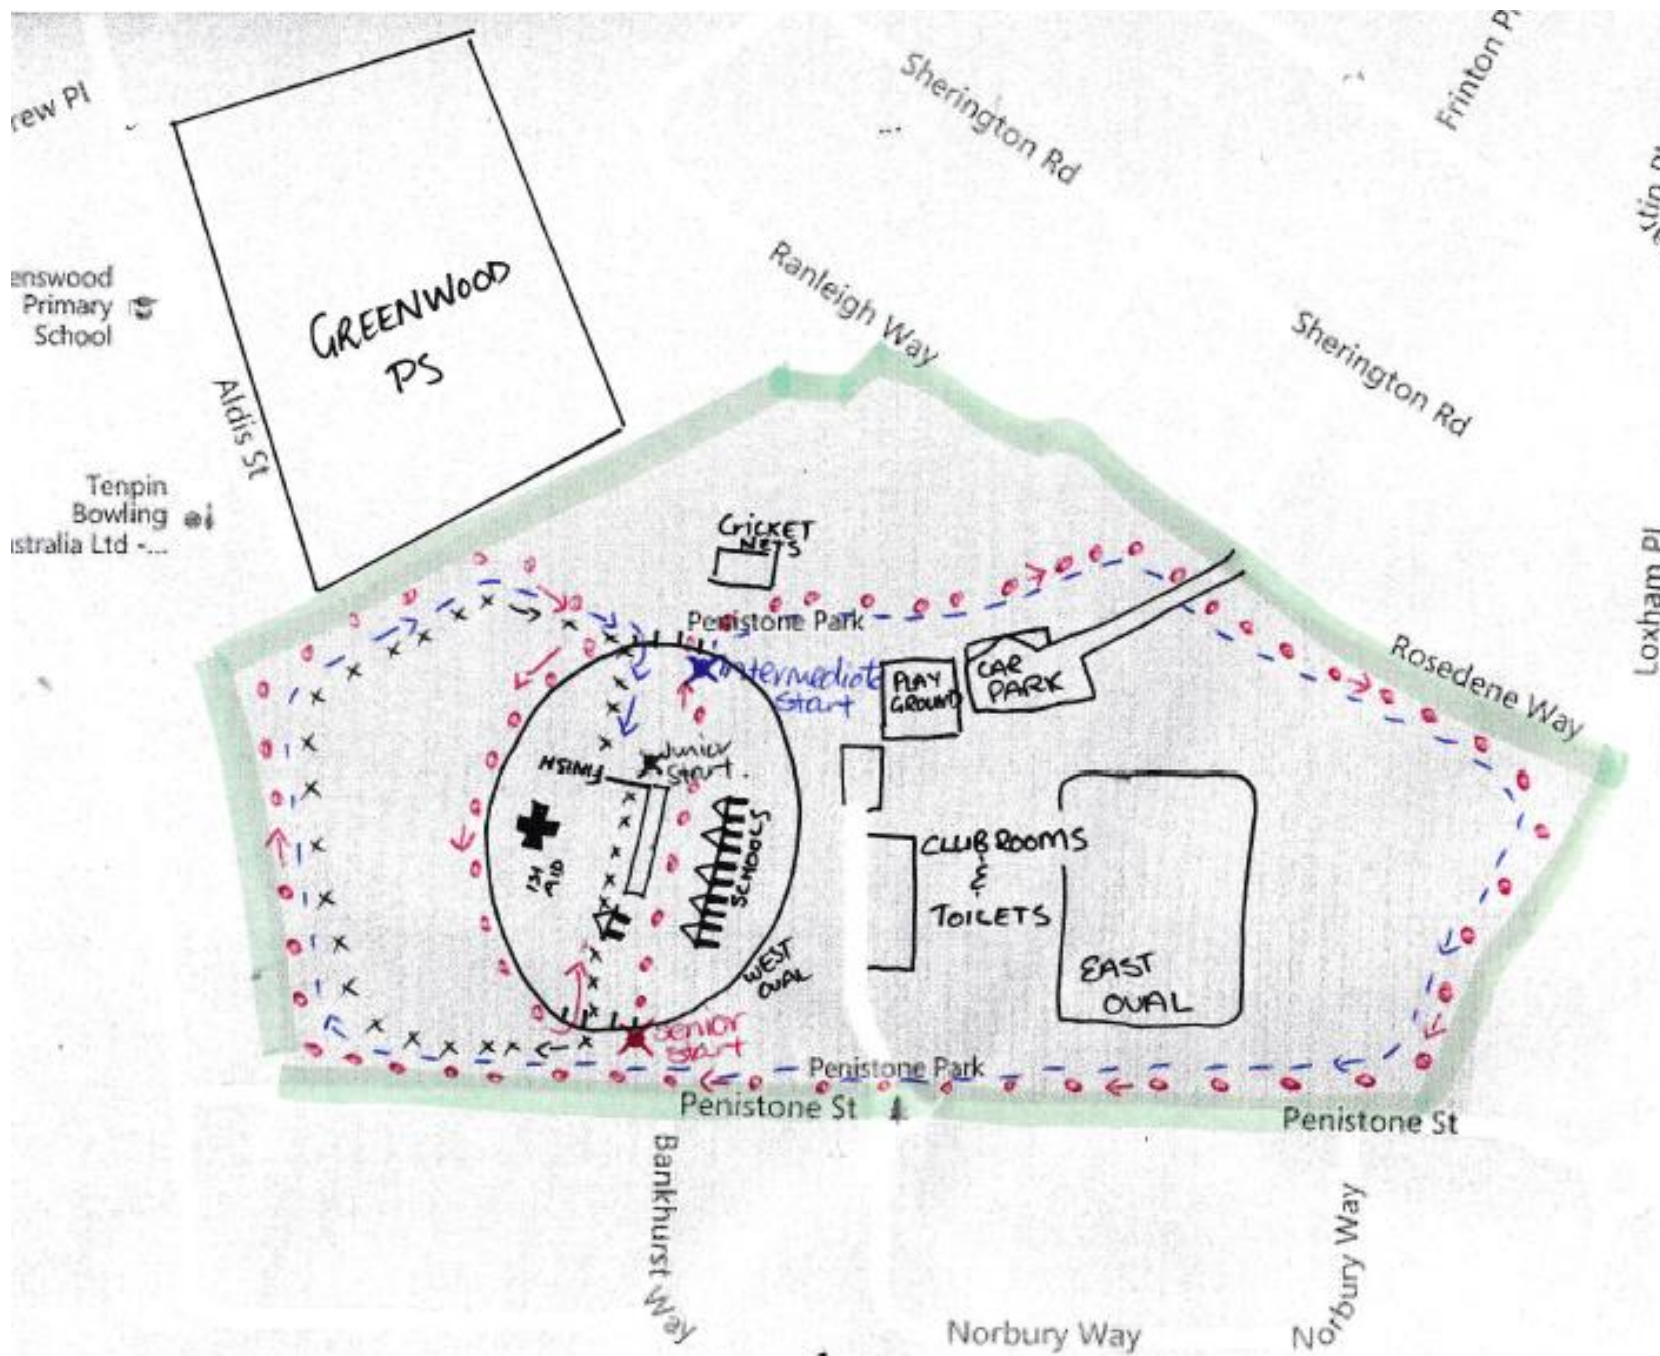 Sherington Rd
Frinton
rew Pl
enswood
Primary
School
GREENWOOD
PS
Ranleigh Way
Sherington Rd
Aldis St
Tenpin
Bowling
stralia Ltd -...
CRICKET
NETS
Loxham Pl
Penistone Park
Rosedene Way
Intermediate
Start
PLAY
GROUND
CAR
PARK
Junior
Start.
FINISH
1st
AID
SCHOOLS
CLUBROOMS
&
TOILETS
WEST
OVAL
EAST
OVAL
Senior
Start
Penistone Park
Penistone St
Penistone St
Bankhurst Way
Norbury Way
Norbury Way